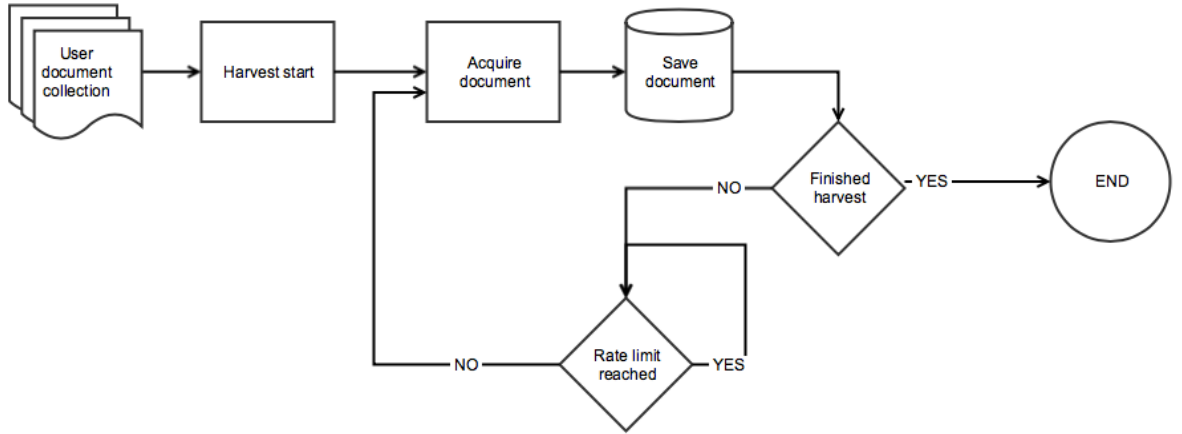 User
document
collection
Harvest start
Acquire
document
Save
document
Finished
harvest
YES
END
NO
Rate limit
reached
YES
NO